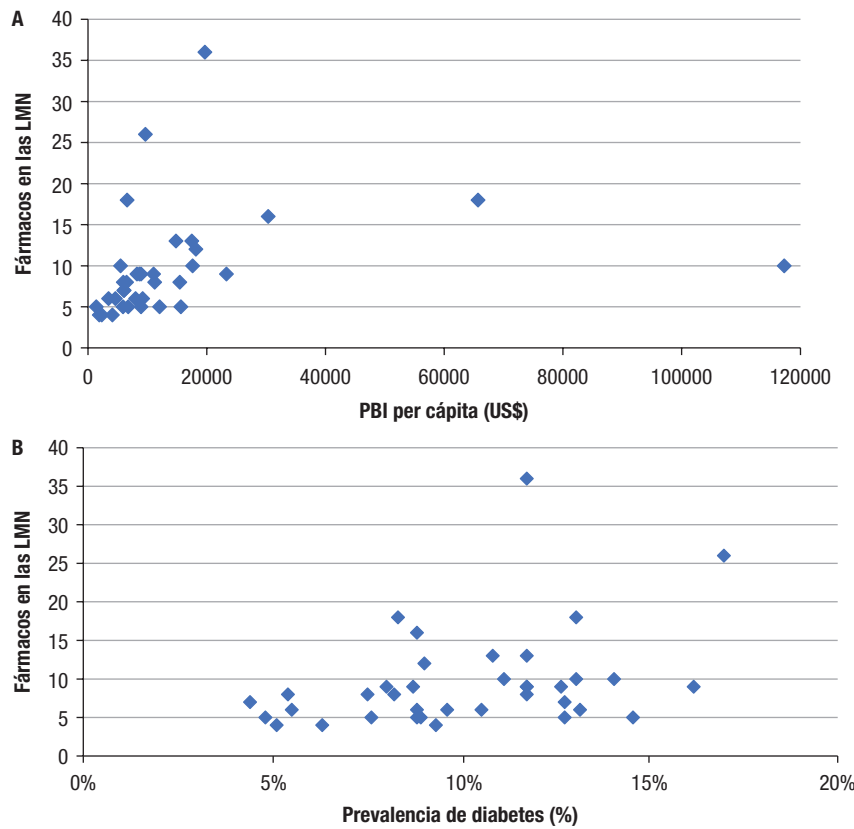 A
Fármacos en las LMN
40
35
30
25
20
15
10
5
0
0 20000 40000 60000 80000 100000 120000
PBI per cápita (US$)
B
Fármacos en las LMN
40
35
30
25
20
15
10
5
0
0% 5% 10% 15% 20%
Prevalencia de diabetes (%)